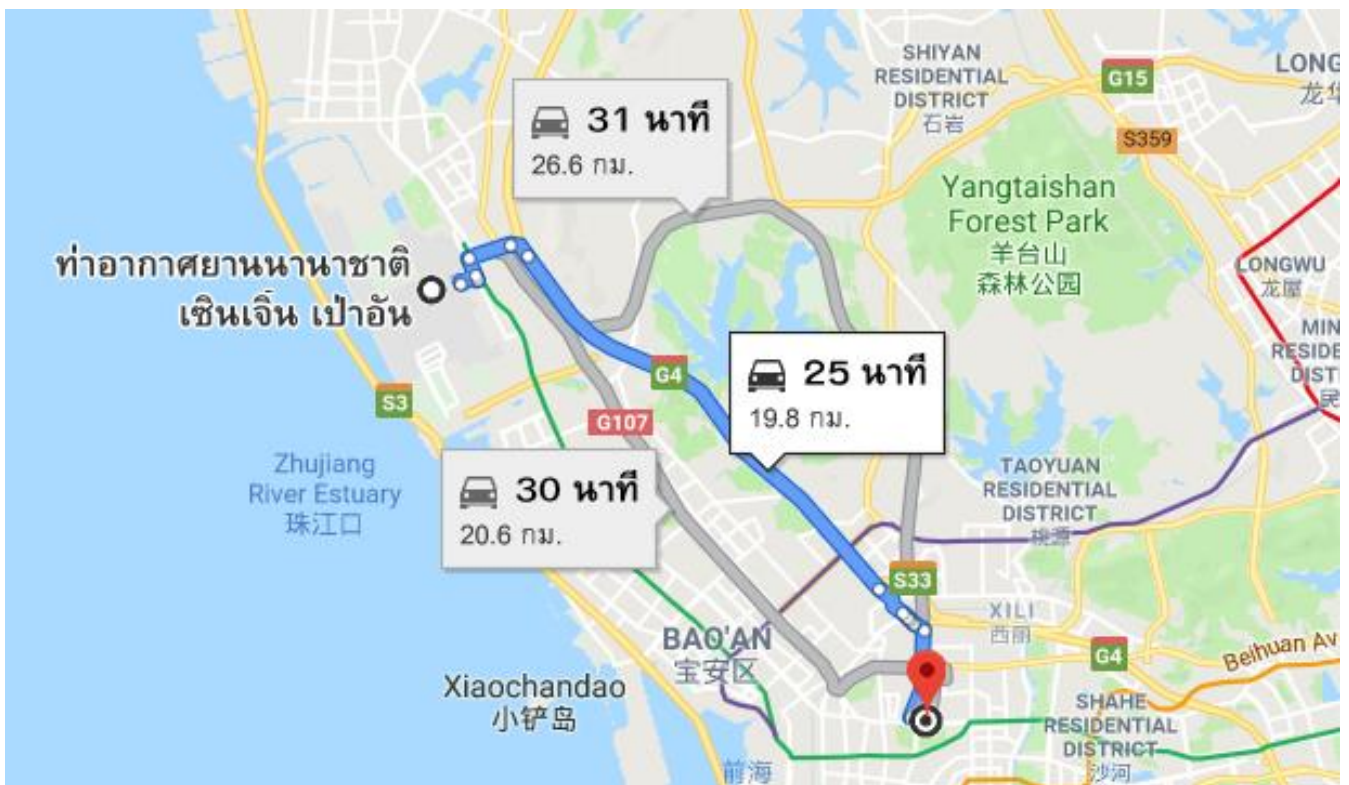 SHIYAN
RESIDENTIAL
DISTRICT
石岩
G15
LONG
龙华
S359
31 นาที
26.6 กม.
Yangtaishan
Forest Park
羊台山
森林公园
ท่าอากาศยานนานาชาติ
เซินเจิ้น เป่าอัน
LONGWU
龙屋
MIN
RESIDE
DIST
民
25 นาที
19.8 กม.
G4
S3
G107
30 นาที
20.6 กม.
Zhujiang
River Estuary
珠江口
TAOYUAN
RESIDENTIAL
DISTRICT
桃源
S33
XILI
西丽
BAO'AN
宝安区
G4
Beihuan Av
Xiaochandao
小铲岛
SHAHE
RESIDENTIAL
DISTRICT
沙河
前海